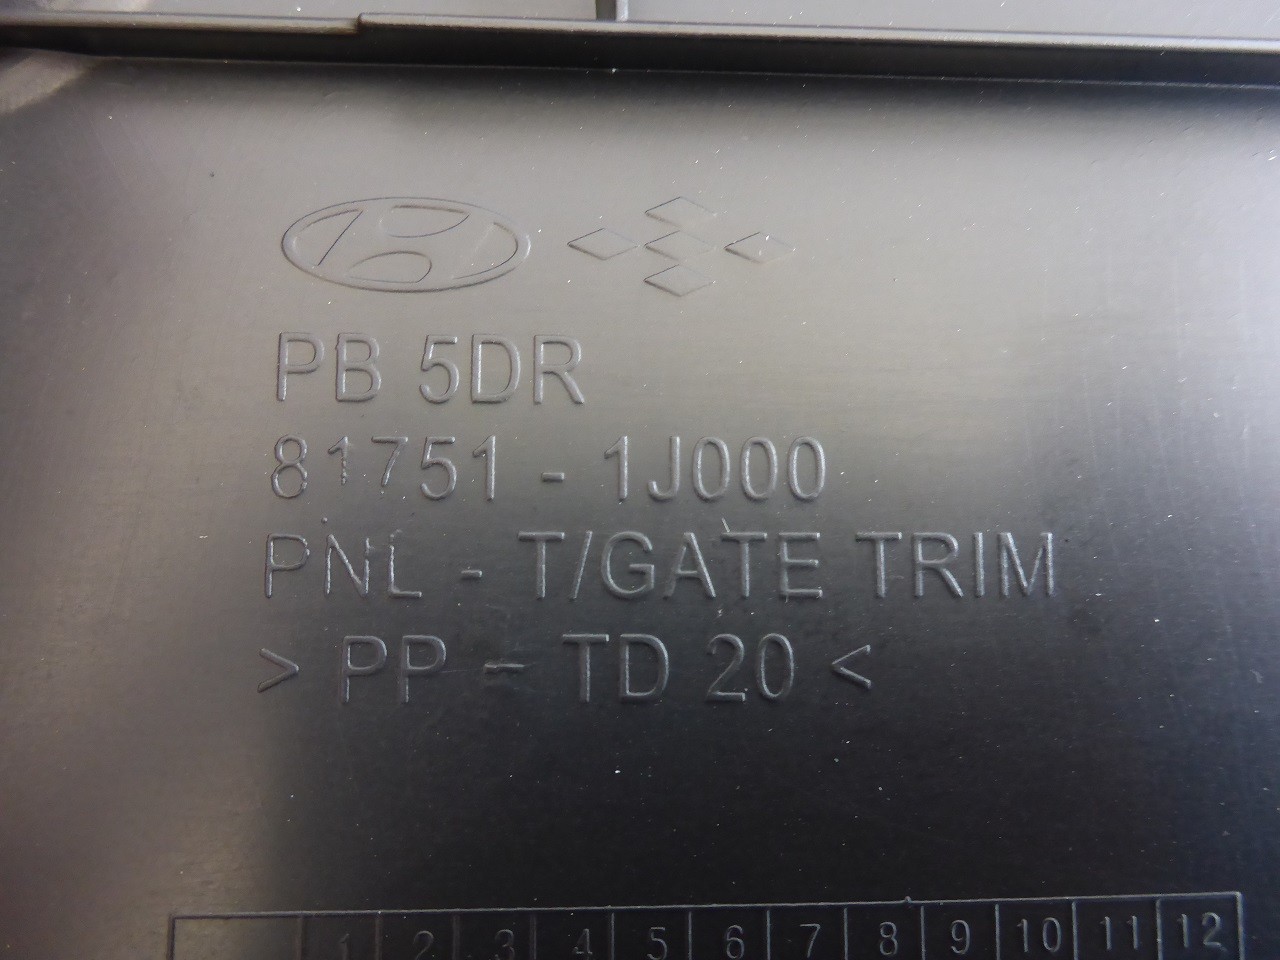 PB 5DR
81751 - 1J000
PNL - T/GATE TRIM
> PP - TD 20 <
1 2 3 4 5 6 7 8 9 10 11 12